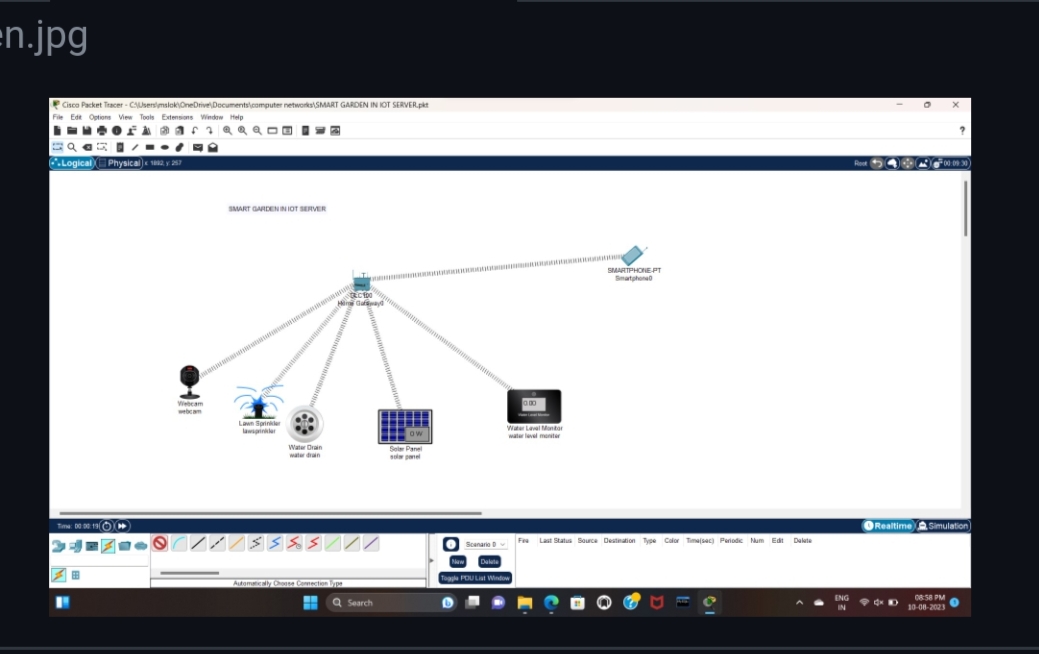 en.jpg
Cisco Packet Tracer - C:\Users\mslok\OneDrive\Documents\computer networks\SMART GARDEN IN IOT SERVER.pkt
File Edit Options View Tools Extensions Window Help
?
Logical Physical x: 1892, y: 257 Root 00:09:30
SMART GARDEN IN IOT SERVER
SMARTPHONE-PT
Smartphone0
DLC100
Home Gateway0
Webcam
webcam
Lawn Sprinkler
lawsprinkler
Water Drain
water drain
0 W
Solar Panel
solar panel
0.00
Water Level Monitor
Water Level Monitor
water level moniter
Time: 00:00:19 Realtime Simulation
Scenario 0
New Delete
Toggle PDU List Window
Fire Last Status Source Destination Type Color Time(sec) Periodic Num Edit Delete
Automatically Choose Connection Type
Search
ENG
IN
08:58 PM
10-08-2023